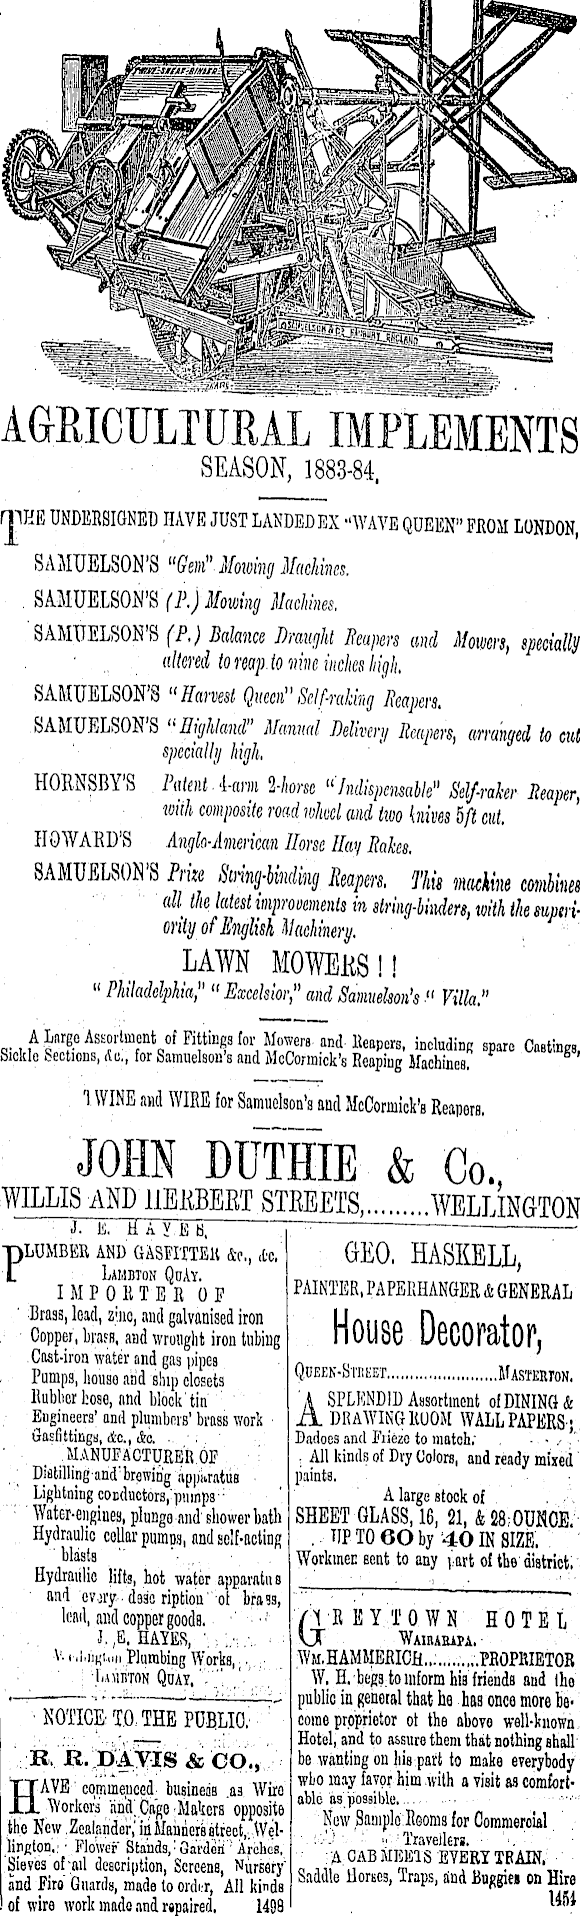 TWINE-SHEAF-BINDER
SAMUELSON & CO. BANBURY ENGLAND
AGRICULTURAL IMPLEMENTS
SEASON, 1883-84,
THE UNDERSIGNED HAVE JUST LANDED EX "WAVE QUEEN" FROM LONDON,
SAMUELSON'S "Gem" Mowing Machines.
SAMUELSON'S (P.) Mowing Machines.
SAMUELSON'S (P.) Balance Draught Reapers and Mowers, specially
altered to reap to nine inches high.
SAMUELSON'S "Harvest Queen" Self-raking Reapers.
SAMUELSON'S "Highland" Manual Delivery Reapers, arranged to cut
specially high.
HORNSBY'S Patent 4-arm 2-horse "Indispensable" Self-raker Reaper,
with composite road wheel and two knives 5ft cut.
HOWARD'S Anglo-American Horse Hay Rakes.
SAMUELSON'S Prize String-binding Reapers. This machine combines
all the latest improvements in string-binders, with the superi-
ority of English Machinery.
LAWN MOWERS!!
"Philadelphia," "Excelsior," and Samuelson's "Villa."
A Large Assortment of Fittings for Mowers and Reapers, including spare Castings,
Sickle Sections, &c., for Samuelson's and McCormick's Reaping Machines.
TWINE and WIRE for Samuelson's and McCormick's Reapers.
JOHN DUTHIE & Co.,
WILLIS AND HERBERT STREETS,.........WELLINGTON
J. E. HAYES,
PLUMBER AND GASFITTER &c., &c.
LAMBTON QUAY.
IMPORTER OF
Brass, lead, zinc, and galvanised iron
Copper, brass, and wrought iron tubing
Cast-iron water and gas pipes
Pumps, house and ship closets
Rubber hose, and block tin
Engineers' and plumbers' brass work
Gasfittings, &c., &c.
MANUFACTURER OF
Distilling and brewing apparatus
Lightning conductors, pumps
Water-engines, plunge and shower bath
Hydraulic cellar pumps, and self-acting
blasts
Hydraulic lifts, hot water apparatus
and every description of brass,
lead, and copper goods.
J. E. HAYES,
Wellington Plumbing Works,
LAMBTON QUAY.
NOTICE TO THE PUBLIC.
R. R. DAVIS & CO.,
HAVE commenced business as Wire
Workers and Cage Makers opposite
the New Zealander, in Manners street, Wel-
lington. Flower Stands, Garden Arches,
Sieves of all description, Screens, Nursery
and Fire Guards, made to order, All kinds
of wire work made and repaired. 1498
GEO. HASKELL,
PAINTER, PAPERHANGER & GENERAL
House Decorator,
QUEEN-STREET.........................MASTERTON.
A SPLENDID Assortment of DINING &
DRAWING ROOM WALL PAPERS;
Dadoes and Frieze to match.
All kinds of Dry Colors, and ready mixed
paints.
A large stock of
SHEET GLASS, 16, 21, & 28 OUNCE.
UP TO 60 by 40 IN SIZE.
Workmen sent to any part of the district.
GREYTOWN HOTEL
WAIRARAPA.
WM. HAMMERICH............PROPRIETOR
W. H. begs to inform his friends and the
public in general that he has once more be-
come proprietor of the above well-known
Hotel, and to assure them that nothing shall
be wanting on his part to make everybody
who may favor him with a visit as comfort-
able as possible.
New Sample Rooms for Commercial
Travellers.
A CAB MEETS EVERY TRAIN.
Saddle Horses, Traps, and Buggies on Hire
1454